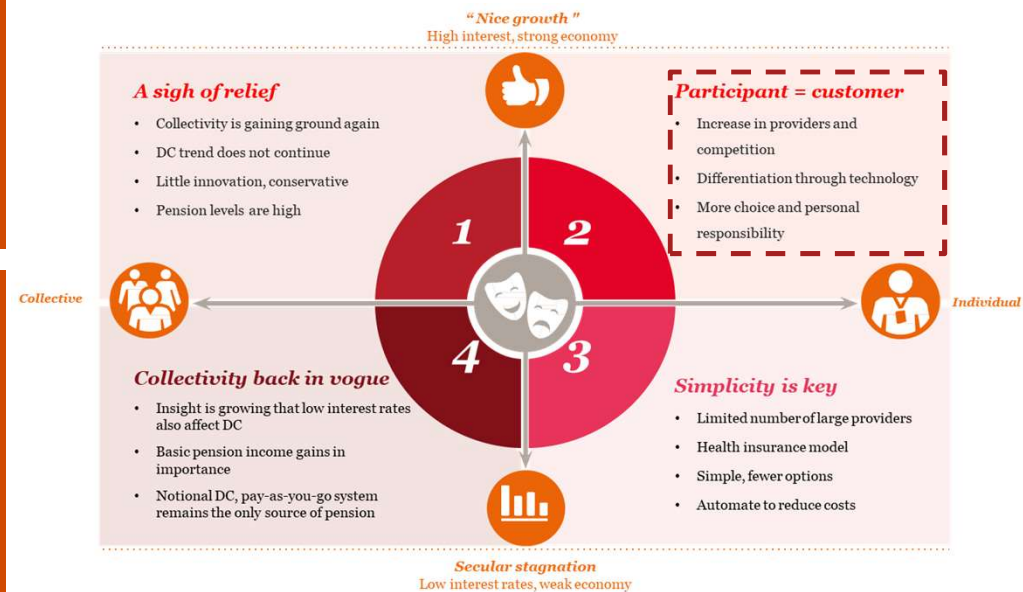 “ Nice growth ”
High interest, strong economy
A sigh of relief
• Collectivity is gaining ground again
• DC trend does not continue
• Little innovation, conservative
• Pension levels are high
Participant = customer
• Increase in providers and
competition
• Differentiation through technology
• More choice and personal
responsibility
1
2
Collective
Individual
4
3
Collectivity back in vogue
• Insight is growing that low interest rates
also affect DC
• Basic pension income gains in
importance
• Notional DC, pay-as-you-go system
remains the only source of pension
Simplicity is key
• Limited number of large providers
• Health insurance model
• Simple, fewer options
• Automate to reduce costs
Secular stagnation
Low interest rates, weak economy